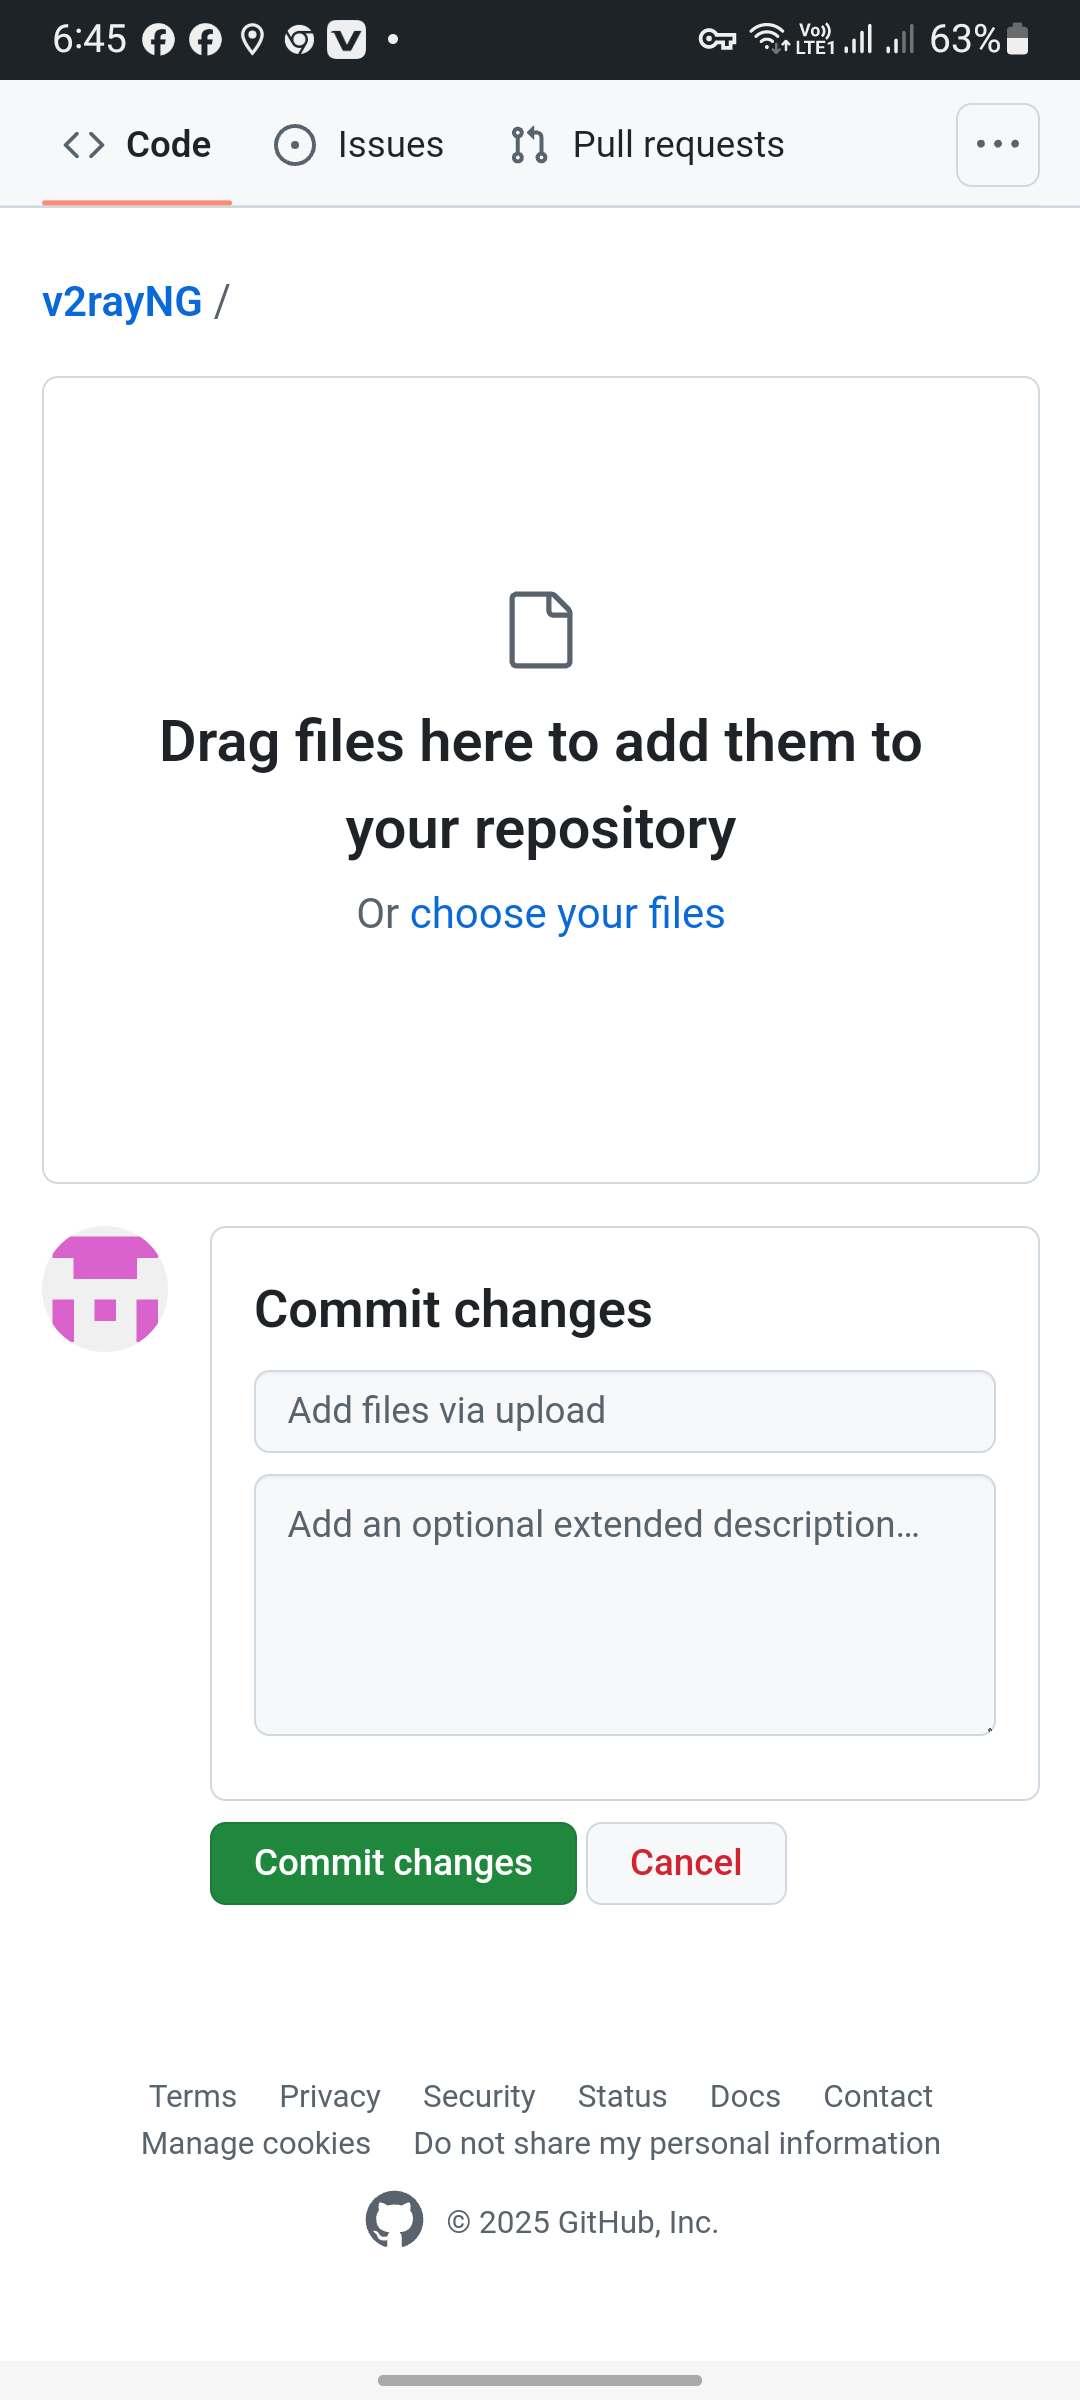 6:45 Vo)) LTE1 63%
Code Issues Pull requests
v2rayNG /
Drag files here to add them to
your repository
Or choose your files
Commit changes
Add files via upload
Add an optional extended description…
Commit changes Cancel
Terms Privacy Security Status Docs Contact
Manage cookies Do not share my personal information
© 2025 GitHub, Inc.